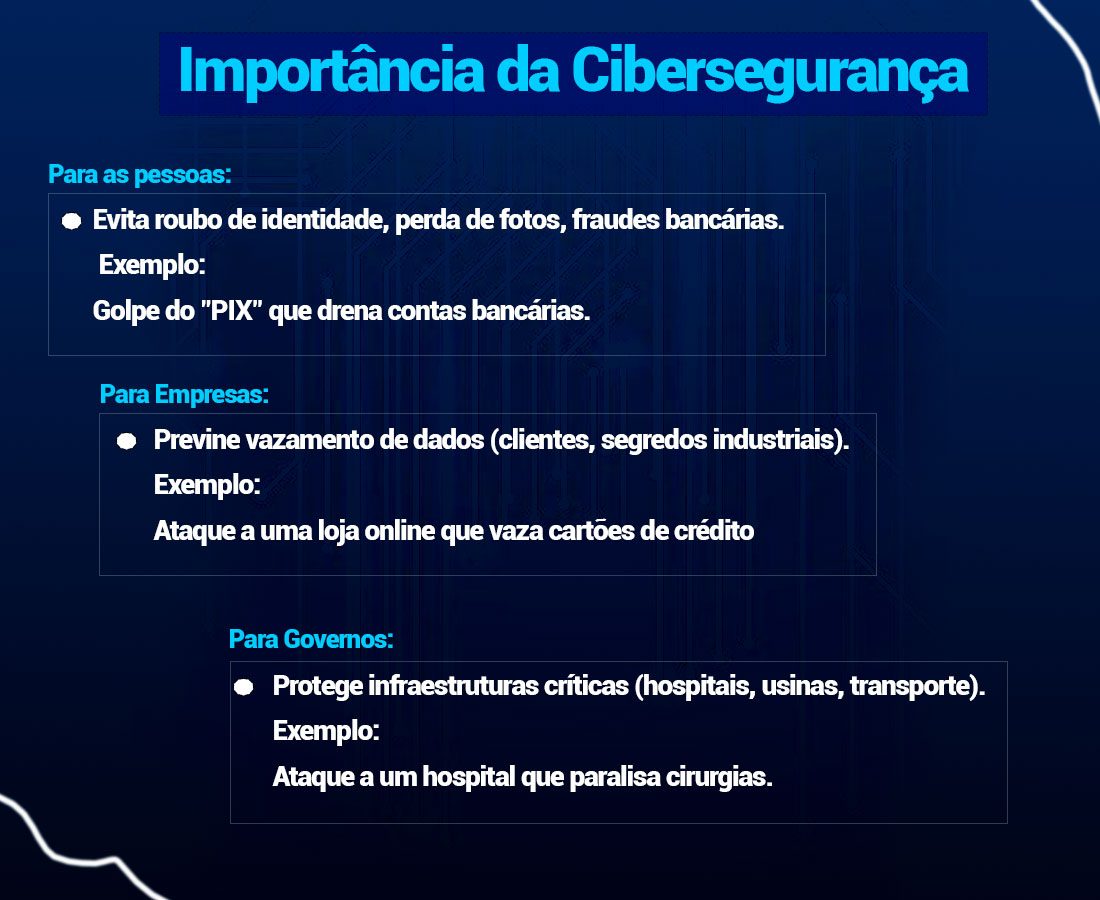 Importância da Cibersegurança
Para as pessoas:
● Evita roubo de identidade, perda de fotos, fraudes bancárias.
Exemplo:
Golpe do "PIX" que drena contas bancárias.
Para Empresas:
● Previne vazamento de dados (clientes, segredos industriais).
Exemplo:
Ataque a uma loja online que vaza cartões de crédito
Para Governos:
● Protege infraestruturas críticas (hospitais, usinas, transporte).
Exemplo:
Ataque a um hospital que paralisa cirurgias.